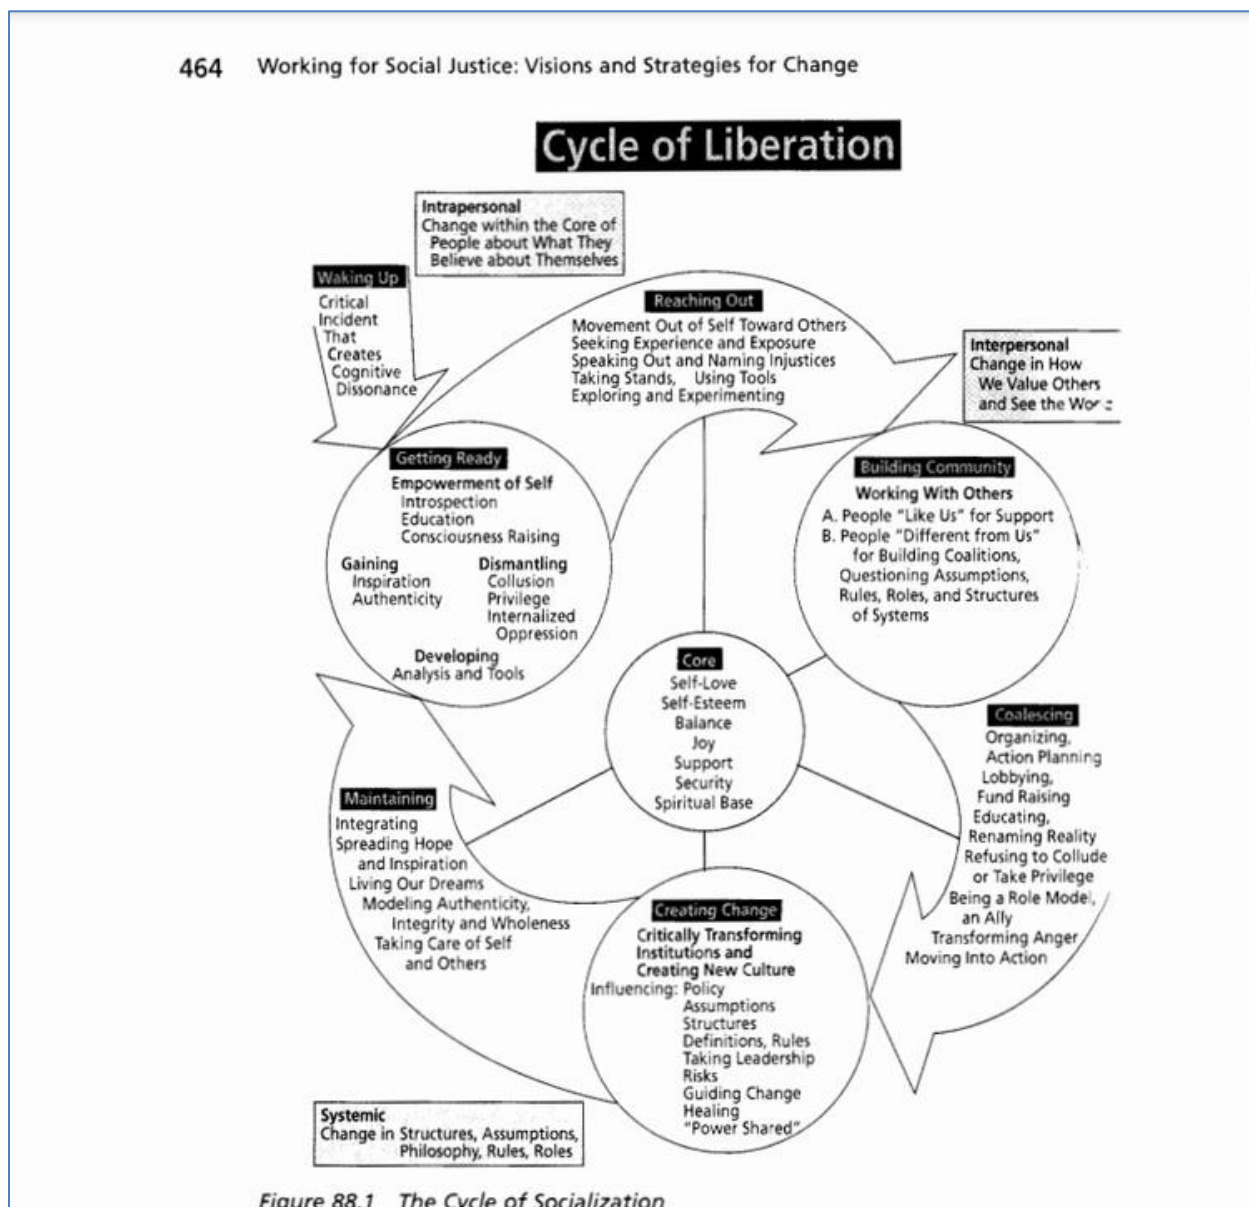 464 Working for Social Justice: Visions and Strategies for Change
Cycle of Liberation
Intrapersonal
Change within the Core of
People about What They
Believe about Themselves
Waking Up
Critical
Incident
That
Creates
Cognitive
Dissonance
Reaching Out
Movement Out of Self Toward Others
Seeking Experience and Exposure
Speaking Out and Naming Injustices
Taking Stands, Using Tools
Exploring and Experimenting
Interpersonal
Change in How
We Value Others
and See the
Getting Ready
Empowerment of Self
Introspection
Education
Consciousness Raising
Gaining
Inspiration
Authenticity
Dismantling
Collusion
Privilege
Internalized
Oppression
Developing
Analysis and Tools
Building Community
Working With Others
A. People "Like Us" for Support
B. People "Different from Us"
for Building Coalitions,
Questioning Assumptions,
Rules, Roles, and Structures
of Systems
Core
Self-Love
Self-Esteem
Balance
Joy
Support
Security
Spiritual Base
Coalescing
Organizing,
Action Planning
Lobbying,
Fund Raising
Educating,
Renaming Reality
Refusing to Collude
or Take Privilege
Being a Role Model,
an Ally
Transforming Anger
Moving Into Action
Maintaining
Integrating
Spreading Hope
and Inspiration
Living Our Dreams
Modeling Authenticity,
Integrity and Wholeness
Taking Care of Self
and Others
Creating Change
Critically Transforming
Institutions and
Creating New Culture
Influencing: Policy
Assumptions
Structures
Definitions, Rules
Taking Leadership
Risks
Guiding Change
Healing
"Power Shared"
Systemic
Change in Structures, Assumptions,
Philosophy, Rules, Roles
Figure 88.1 The Cycle of Socialization